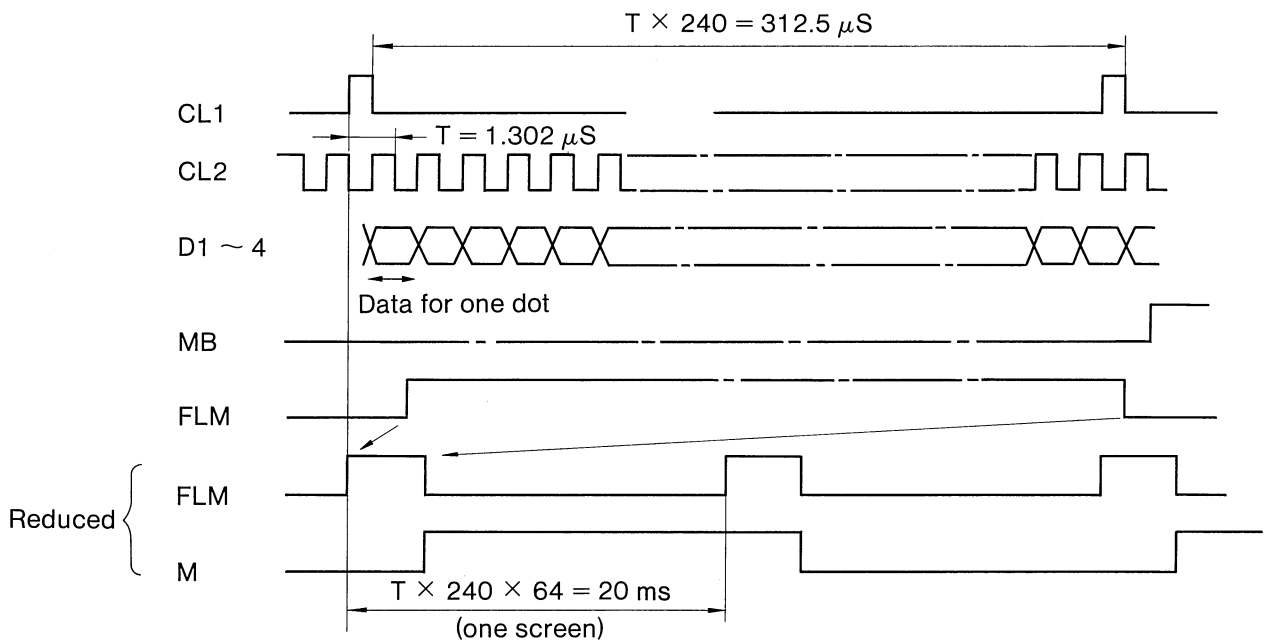 T × 240 = 312.5 μS
CL1
T = 1.302 μS
CL2
D1 ~ 4
Data for one dot
MB
FLM
FLM
Reduced
M
T × 240 × 64 = 20 ms
(one screen)